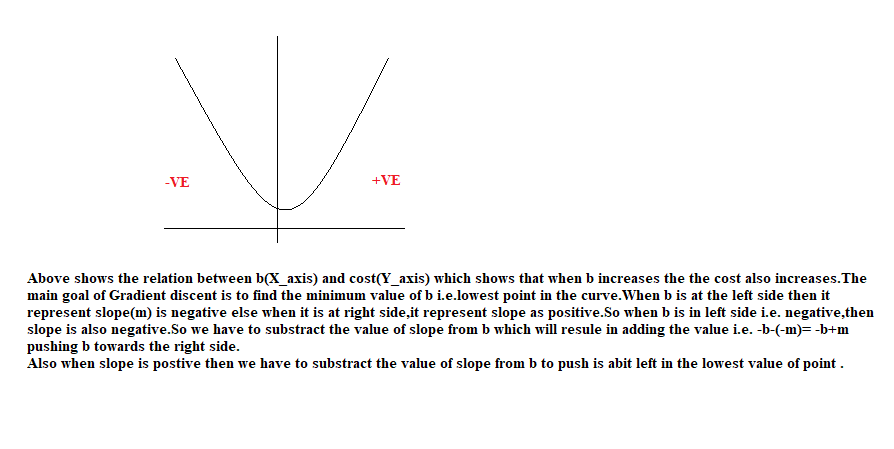 -VE
+VE
Above shows the relation between b(X_axis) and cost(Y_axis) which shows that when b increases the the cost also increases.The
main goal of Gradient discent is to find the minimum value of b i.e.lowest point in the curve.When b is at the left side then it
represent slope(m) is negative else when it is at right side,it represent slope as positive.So when b is in left side i.e. negative,then
slope is also negative.So we have to substract the value of slope from b which will resule in adding the value i.e. -b-(-m)= -b+m
pushing b towards the right side.
Also when slope is postive then we have to substract the value of slope from b to push is abit left in the lowest value of point .